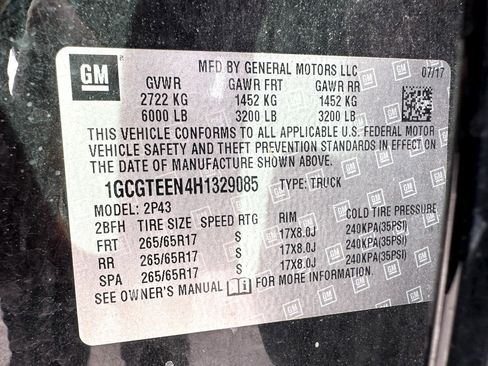 GM
MFD BY GENERAL MOTORS LLC 07/17
GVWR GAWR FRT GAWR RR
2722 KG 1452 KG 1452 KG
6000 LB 3200 LB 3200 LB
THIS VEHICLE CONFORMS TO ALL APPLICABLE U.S. FEDERAL MOTOR
VEHICLE SAFETY AND THEFT PREVENTION STANDARDS IN EFFECT ON
THE DATE OF MANUFACTURE SHOWN ABOVE.
1GCGTEEN4H1329085 TYPE: TRUCK
MODEL: 2P43
2BFH TIRE SIZE SPEED RTG RIM COLD TIRE PRESSURE
FRT 265/65R17 S 17X8.0J 240KPA(35PSI)
RR 265/65R17 S 17X8.0J 240KPA(35PSI)
SPA 265/65R17 S 17X8.0J 240KPA(35PSI)
SEE OWNER'S MANUAL FOR MORE INFORMATION.